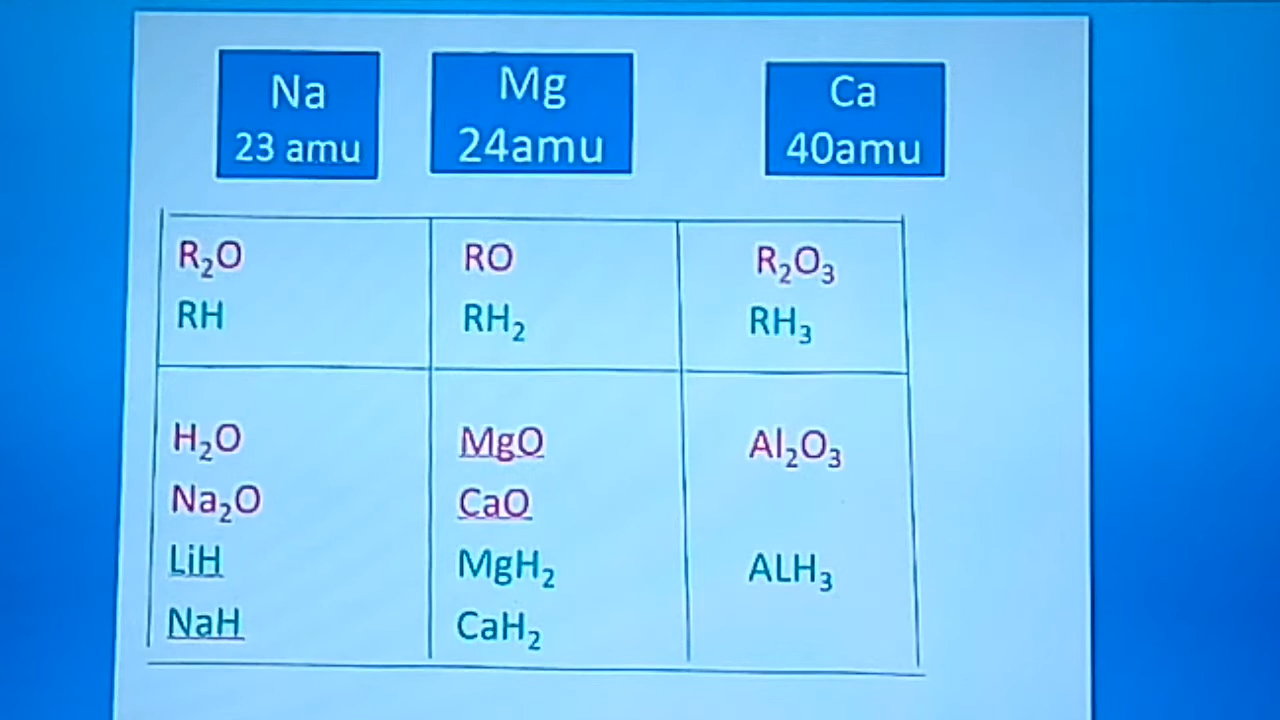 Na
23 amu
Mg
24amu
Ca
40amu
R₂O
RH
RO
RH₂
R₂O₃
RH₃
H₂O
Na₂O
LiH
NaH
MgO
CaO
MgH₂
CaH₂
Al₂O₃
ALH₃